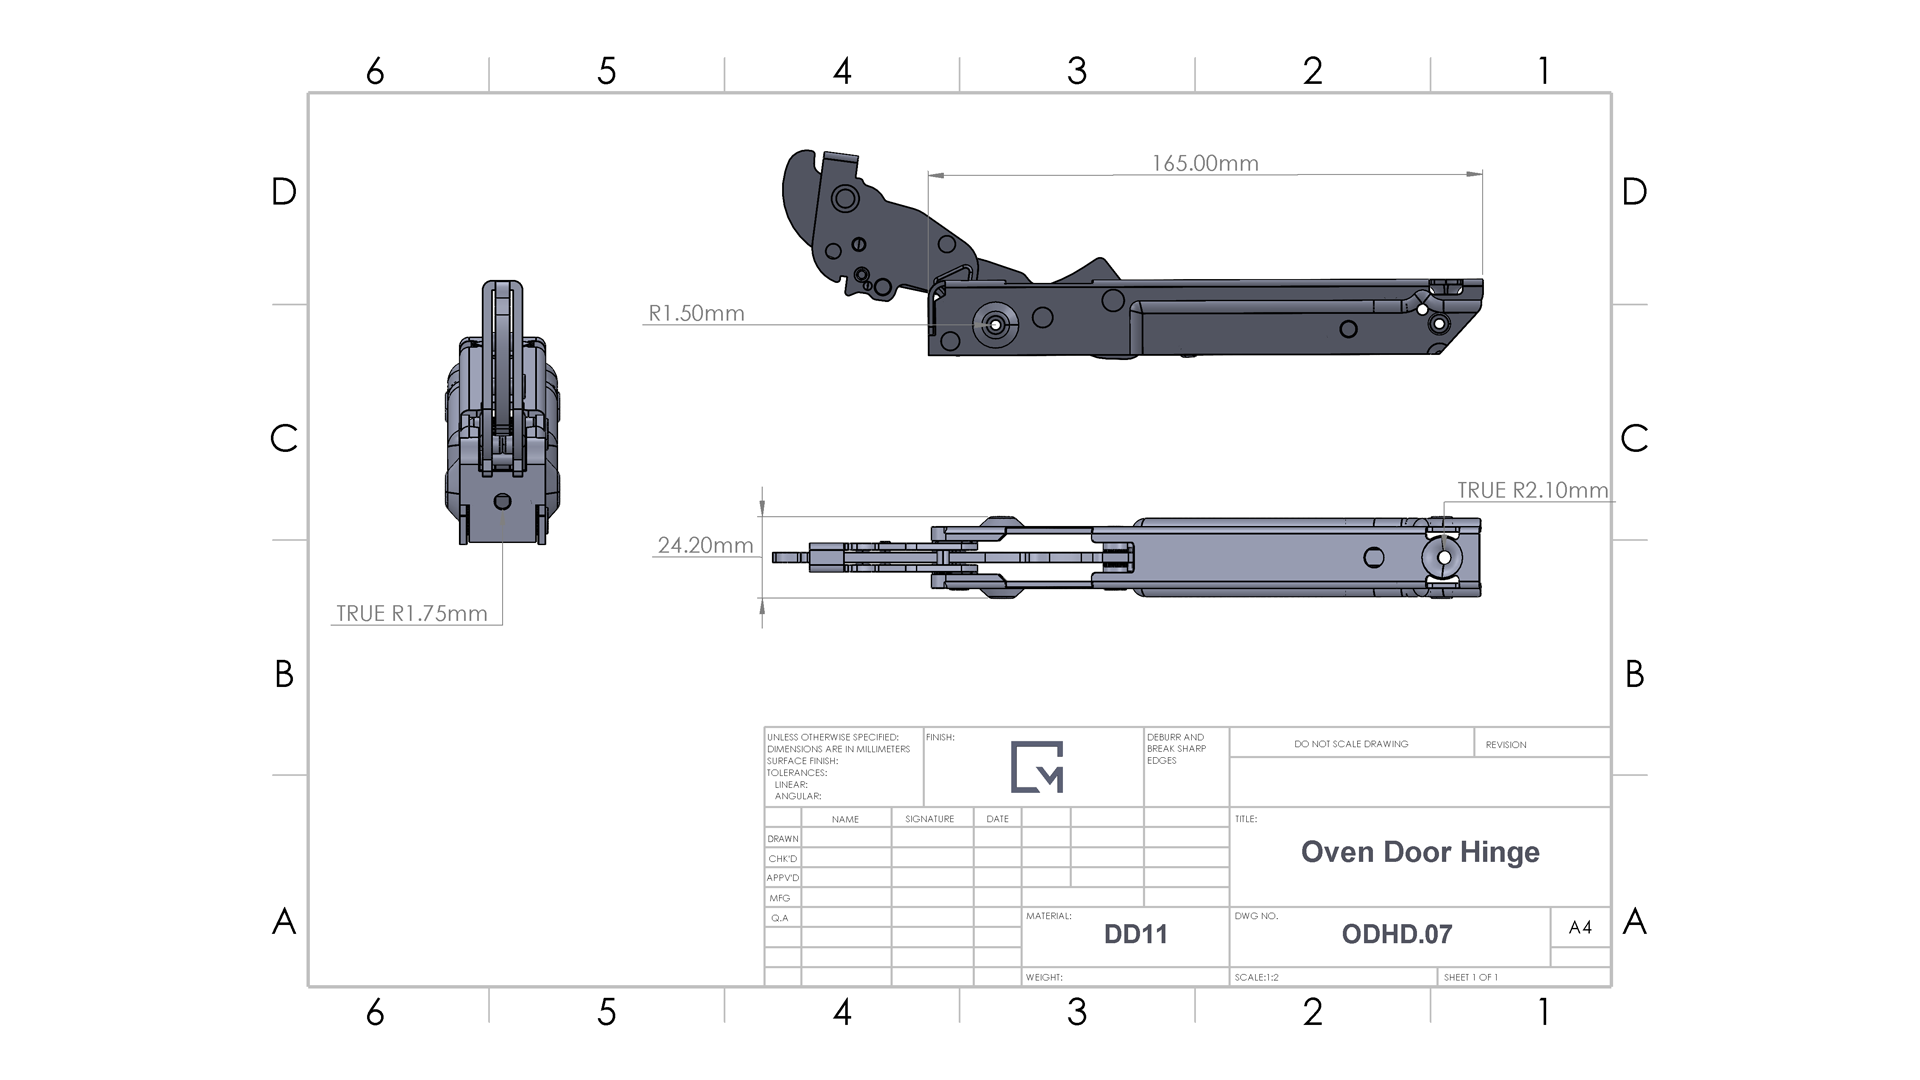 6 5 4 3 2 1
D D
165.00mm
R1.50mm
C C
TRUE R2.10mm
24.20mm
TRUE R1.75mm
B B
UNLESS OTHERWISE SPECIFIED:
DIMENSIONS ARE IN MILLIMETERS
SURFACE FINISH:
TOLERANCES:
LINEAR:
ANGULAR:
FINISH:
DEBURR AND
BREAK SHARP
EDGES
DO NOT SCALE DRAWING
REVISION
NAME SIGNATURE DATE
DRAWN
CHK'D
APPV'D
MFG
Q.A
TITLE:
Oven Door Hinge
MATERIAL:
DD11
DWG NO.
ODHD.07
A4
A A
WEIGHT:
SCALE:1:2
SHEET 1 OF 1
6 5 4 3 2 1